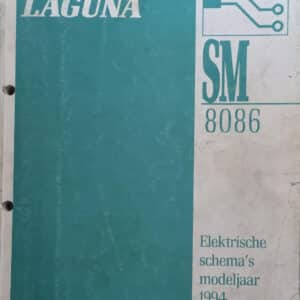 LAGUNA
SM
8086
Elektrische
schema's
modeljaar
1994